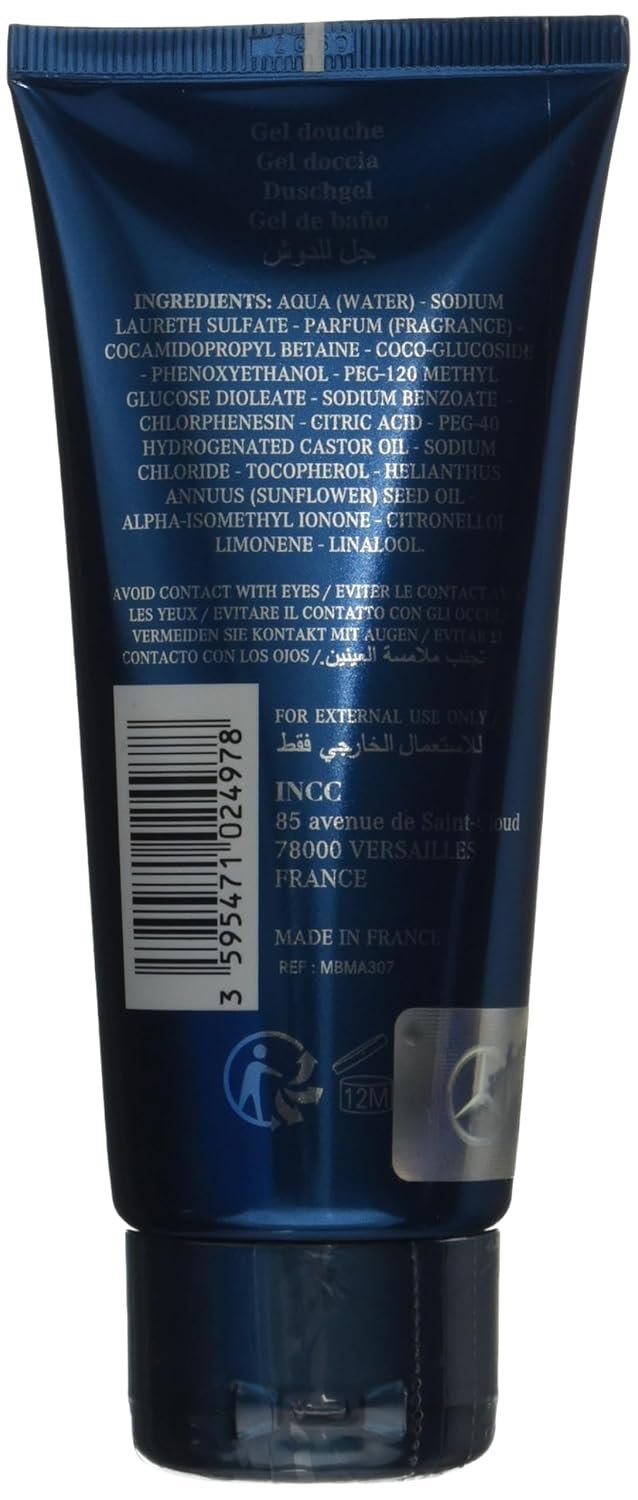 Gel douche
Gel doccia
Duschgel
Gel de baño
جل للدوش
INGREDIENTS: AQUA (WATER) - SODIUM
LAURETH SULFATE - PARFUM (FRAGRANCE) -
COCAMIDOPROPYL BETAINE - COCO-GLUCOSIDE
- PHENOXYETHANOL - PEG-120 METHYL
GLUCOSE DIOLEATE - SODIUM BENZOATE -
CHLORPHENESIN - CITRIC ACID - PEG-40
HYDROGENATED CASTOR OIL - SODIUM
CHLORIDE - TOCOPHEROL - HELIANTHUS
ANNUUS (SUNFLOWER) SEED OIL -
ALPHA-ISOMETHYL IONONE - CITRONELLOL
LIMONENE - LINALOOL.
AVOID CONTACT WITH EYES / EVITER LE CONTACT AVEC
LES YEUX / EVITARE IL CONTATTO CON GLI OCCHI
VERMEIDEN SIE KONTAKT MIT AUGEN / EVITAR EL
CONTACTO CON LOS OJOS /.تجنب ملامسة العينين
FOR EXTERNAL USE ONLY /
للاستعمال الخارجي فقط
INCC
85 avenue de Saint-Cloud
78000 VERSAILLES
FRANCE
MADE IN FRANCE
REF : MBMA307
3 595471 024978
12M